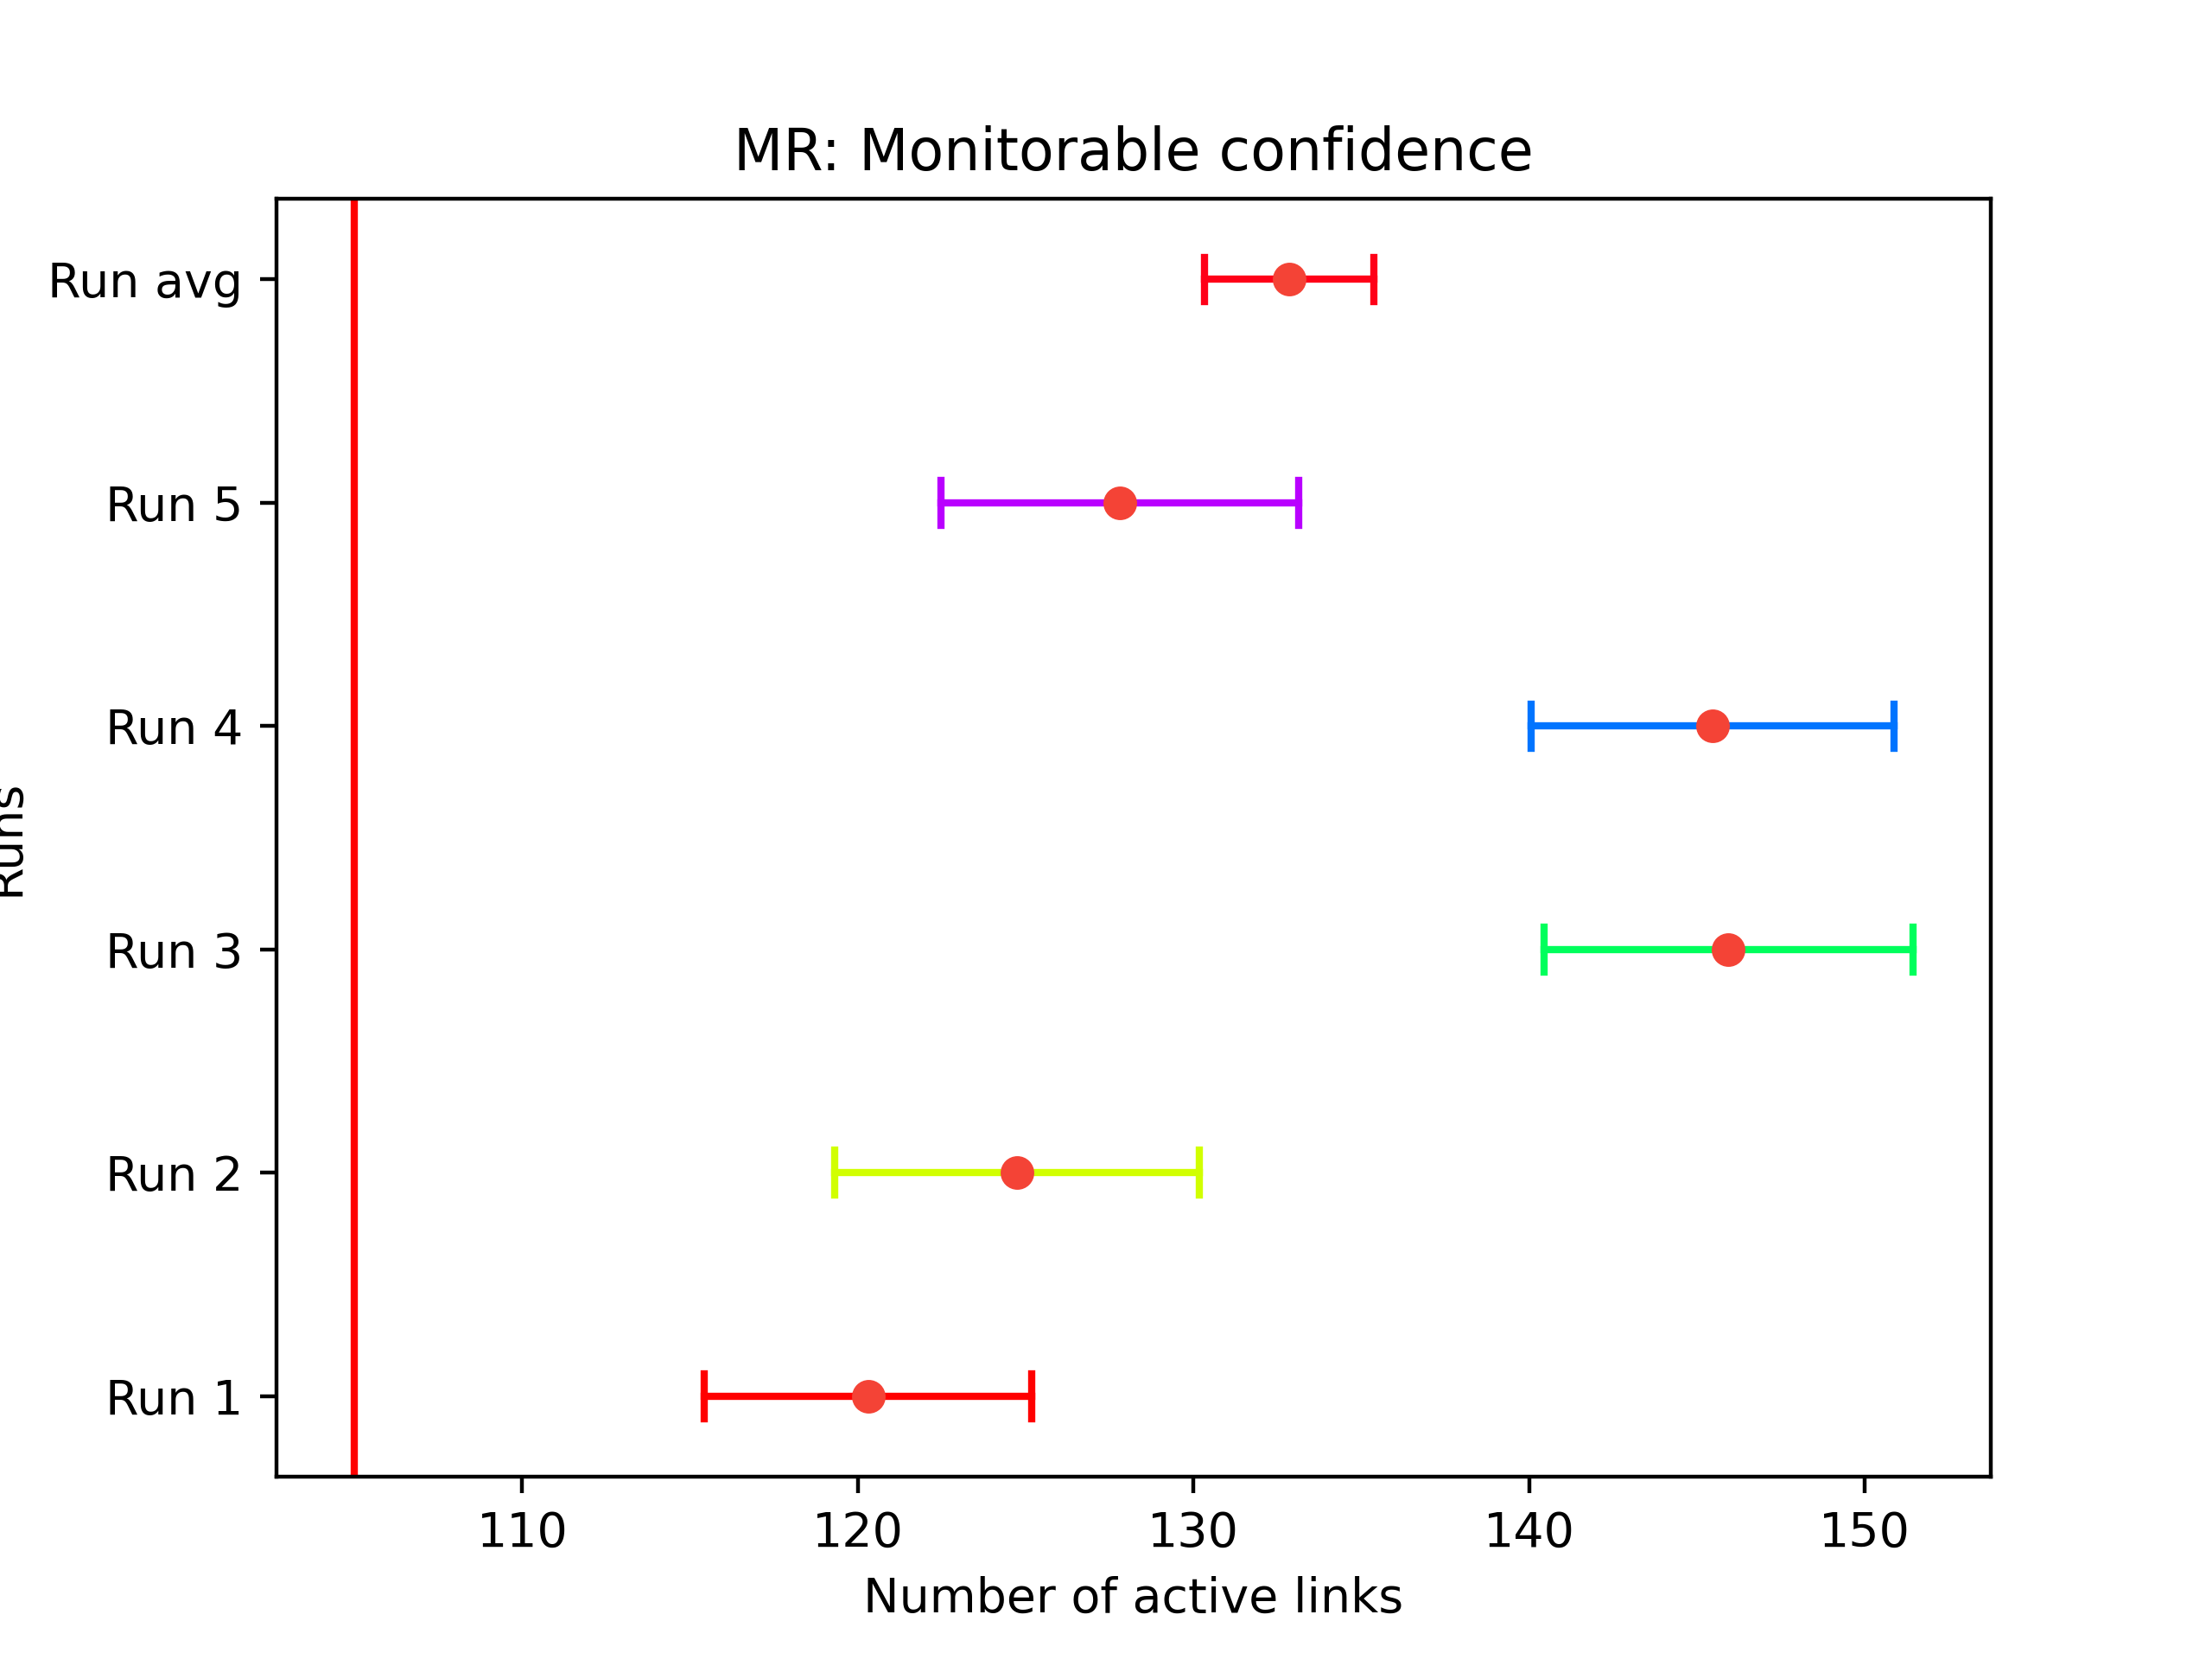 MR: Monitorable confidence
Run avg
Run 5
Run 4
Run 3
Run 2
Run 1
Runs
110 120 130 140 150
Number of active links